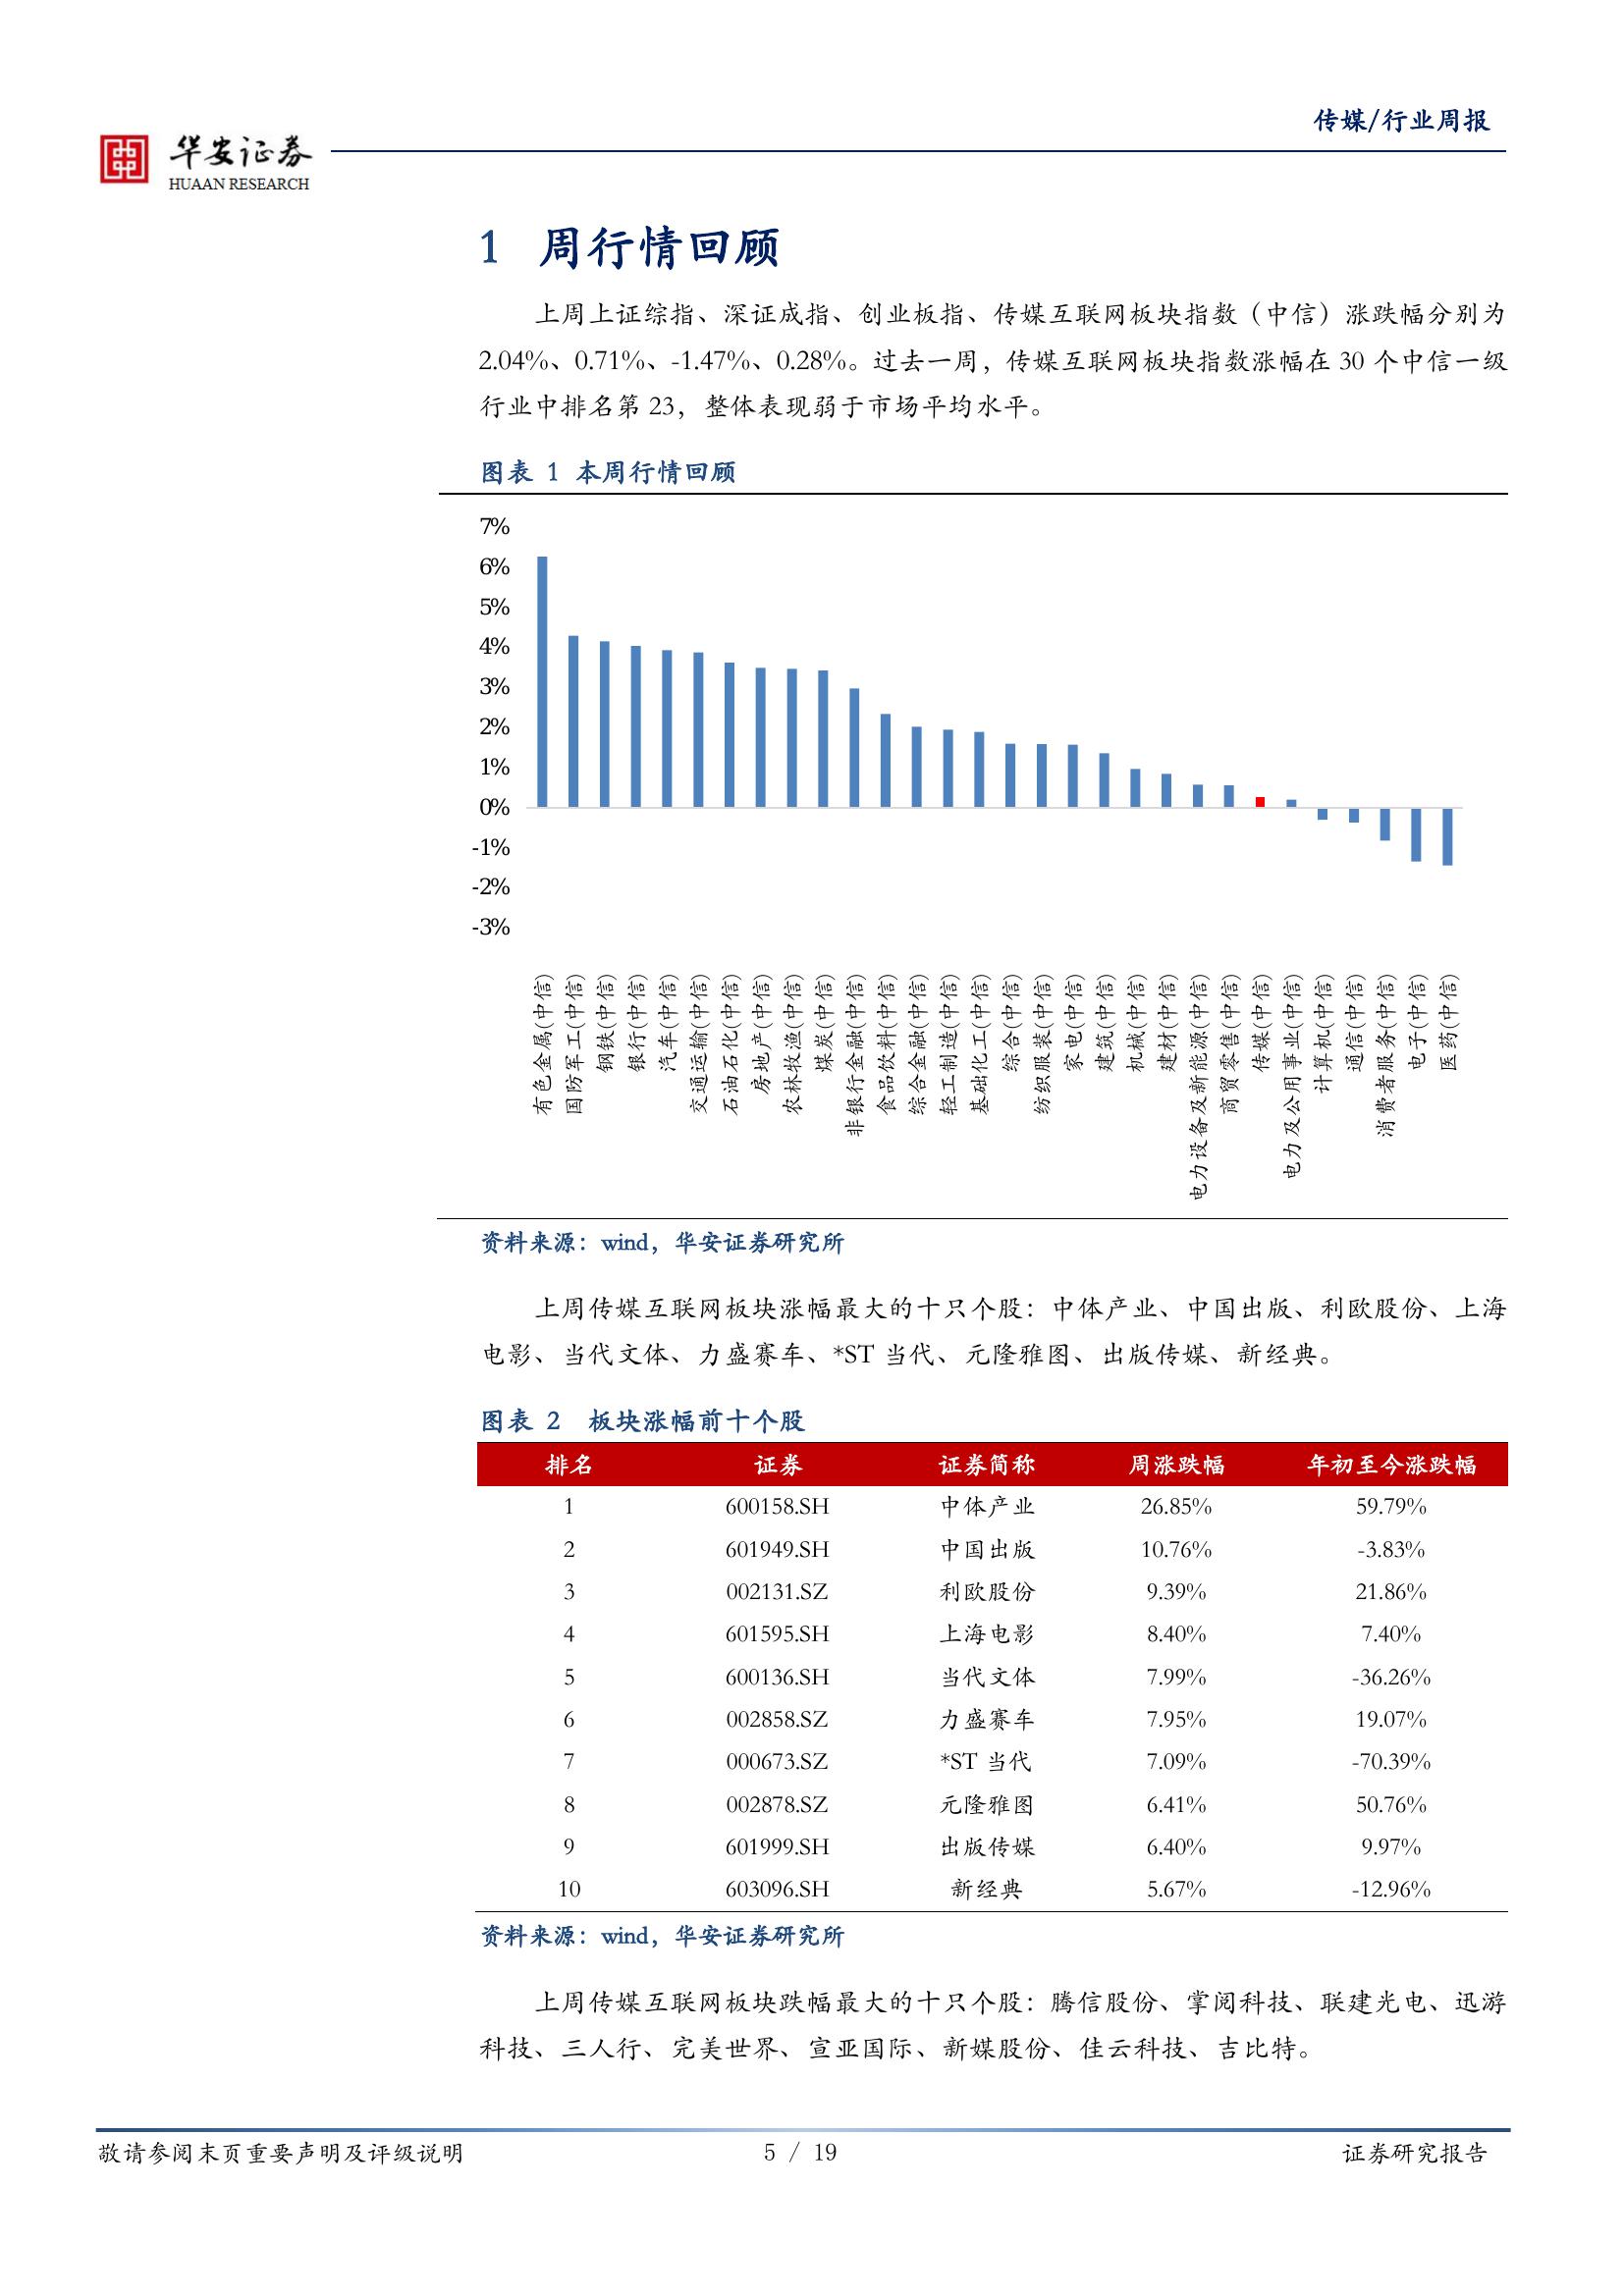 传媒/行业周报
华安证券
HUAAN RESEARCH
1 周行情回顾
上周上证综指、深证成指、创业板指、传媒互联网板块指数（中信）涨跌幅分别为
2.04%、0.71%、-1.47%、0.28%。过去一周，传媒互联网板块指数涨幅在 30 个中信一级
行业中排名第 23，整体表现弱于市场平均水平。
图表 1 本周行情回顾
7%
6%
5%
4%
3%
2%
1%
0%
-1%
-2%
-3%
有色金属(中信)
国防军工(中信)
钢铁(中信)
银行(中信)
汽车(中信)
交通运输(中信)
石油石化(中信)
房地产(中信)
农林牧渔(中信)
煤炭(中信)
非银行金融(中信)
食品饮料(中信)
综合金融(中信)
轻工制造(中信)
基础化工(中信)
综合(中信)
纺织服装(中信)
家电(中信)
建筑(中信)
机械(中信)
建材(中信)
电力设备及新能源(中信)
商贸零售(中信)
传媒(中信)
电力及公用事业(中信)
计算机(中信)
通信(中信)
消费者服务(中信)
电子(中信)
医药(中信)
资料来源：wind，华安证券研究所
上周传媒互联网板块涨幅最大的十只个股：中体产业、中国出版、利欧股份、上海
电影、当代文体、力盛赛车、*ST 当代、元隆雅图、出版传媒、新经典。
图表 2 板块涨幅前十个股
排名 证券 证券简称 周涨跌幅 年初至今涨跌幅
1 600158.SH 中体产业 26.85% 59.79%
2 601949.SH 中国出版 10.76% -3.83%
3 002131.SZ 利欧股份 9.39% 21.86%
4 601595.SH 上海电影 8.40% 7.40%
5 600136.SH 当代文体 7.99% -36.26%
6 002858.SZ 力盛赛车 7.95% 19.07%
7 000673.SZ *ST 当代 7.09% -70.39%
8 002878.SZ 元隆雅图 6.41% 50.76%
9 601999.SH 出版传媒 6.40% 9.97%
10 603096.SH 新经典 5.67% -12.96%
资料来源：wind，华安证券研究所
上周传媒互联网板块跌幅最大的十只个股：腾信股份、掌阅科技、联建光电、迅游
科技、三人行、完美世界、宣亚国际、新媒股份、佳云科技、吉比特。
敬请参阅末页重要声明及评级说明 5 / 19 证券研究报告